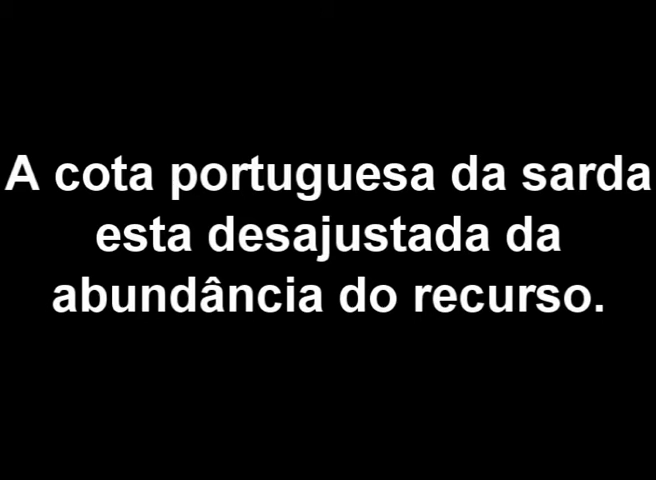 A cota portuguesa da sarda
esta desajustada da
abundância do recurso.